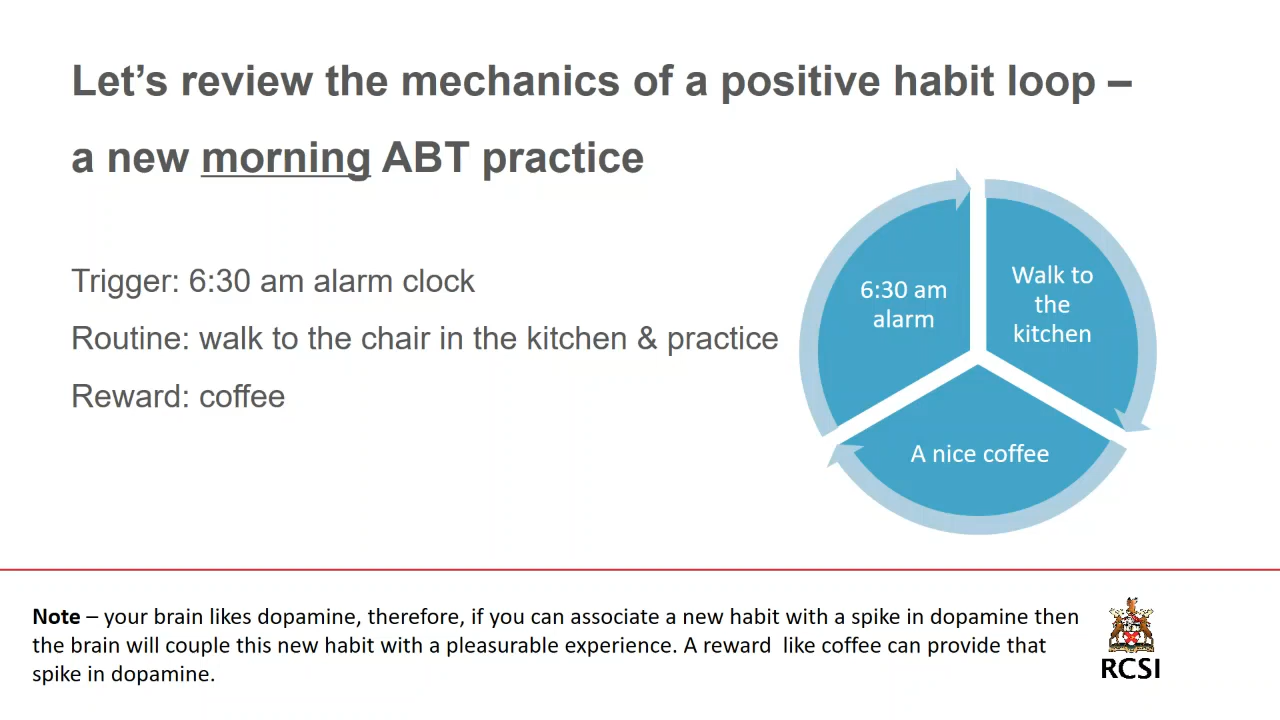 Let's review the mechanics of a positive habit loop –
a new morning ABT practice
Trigger: 6:30 am alarm clock
Routine: walk to the chair in the kitchen & practice
Reward: coffee
6:30 am
alarm
Walk to
the
kitchen
A nice coffee
Note – your brain likes dopamine, therefore, if you can associate a new habit with a spike in dopamine then
the brain will couple this new habit with a pleasurable experience. A reward  like coffee can provide that
spike in dopamine.
RCSI